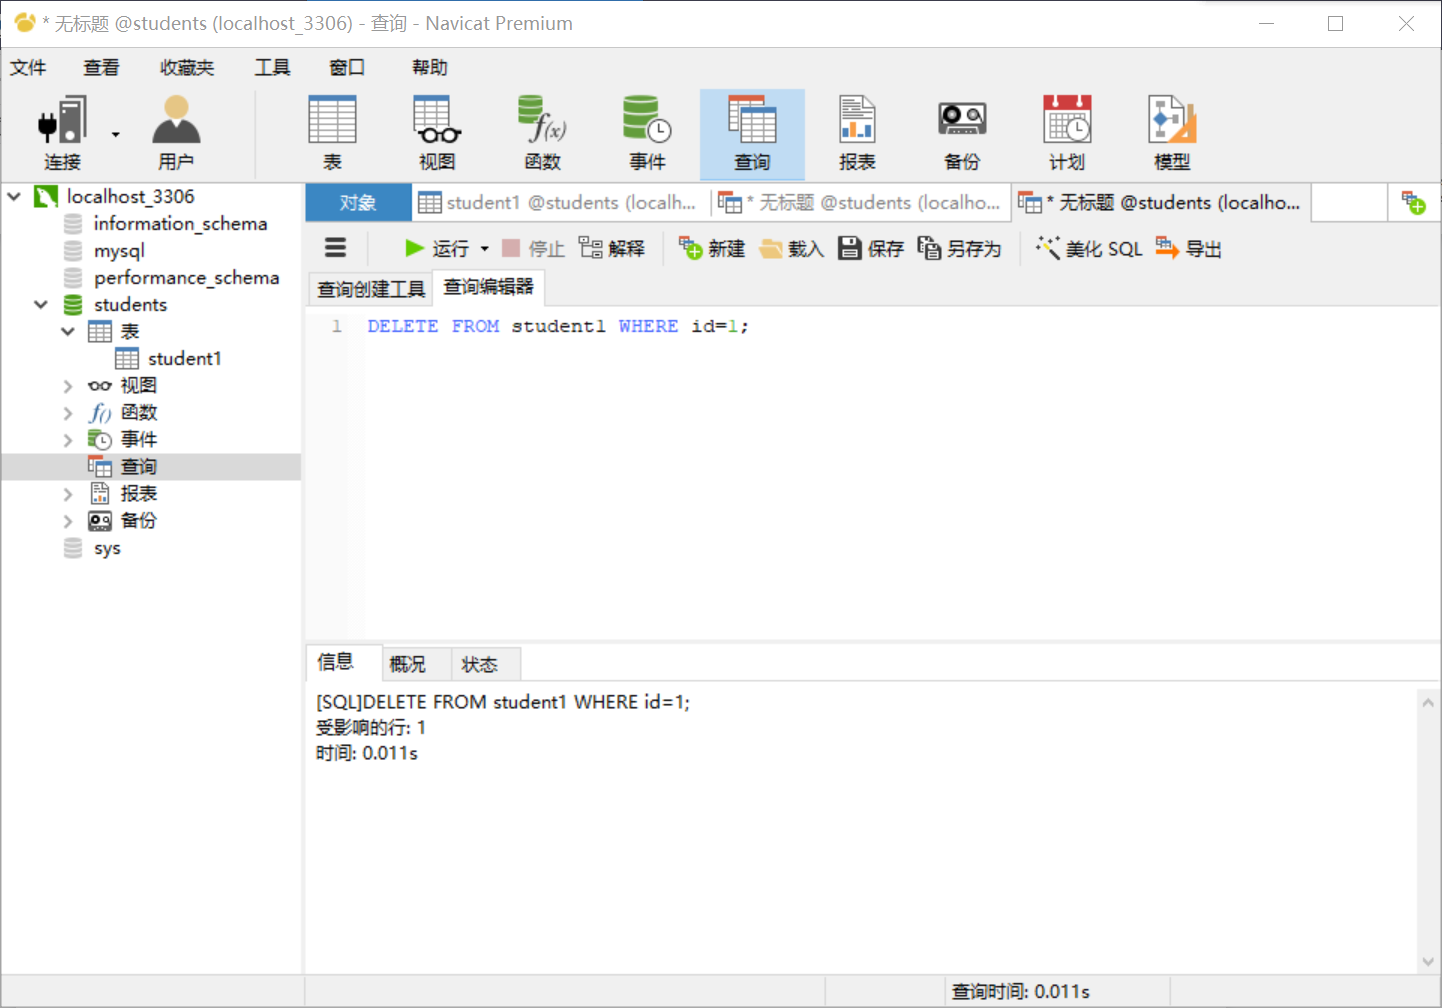 * 无标题 @students (localhost_3306) - 查询 - Navicat Premium
文件 查看 收藏夹 工具 窗口 帮助
连接 用户 表 视图 函数 事件 查询 报表 备份 计划 模型
localhost_3306
information_schema
mysql
performance_schema
students
表
student1
视图
函数
事件
查询
报表
备份
sys
对象 student1 @students (localh... * 无标题 @students (localho... * 无标题 @students (localho...
运行 停止 解释 新建 载入 保存 另存为 美化 SQL 导出
查询创建工具 查询编辑器
1 DELETE FROM student1 WHERE id=1;
信息 概况 状态
[SQL]DELETE FROM student1 WHERE id=1;
受影响的行: 1
时间: 0.011s
查询时间: 0.011s